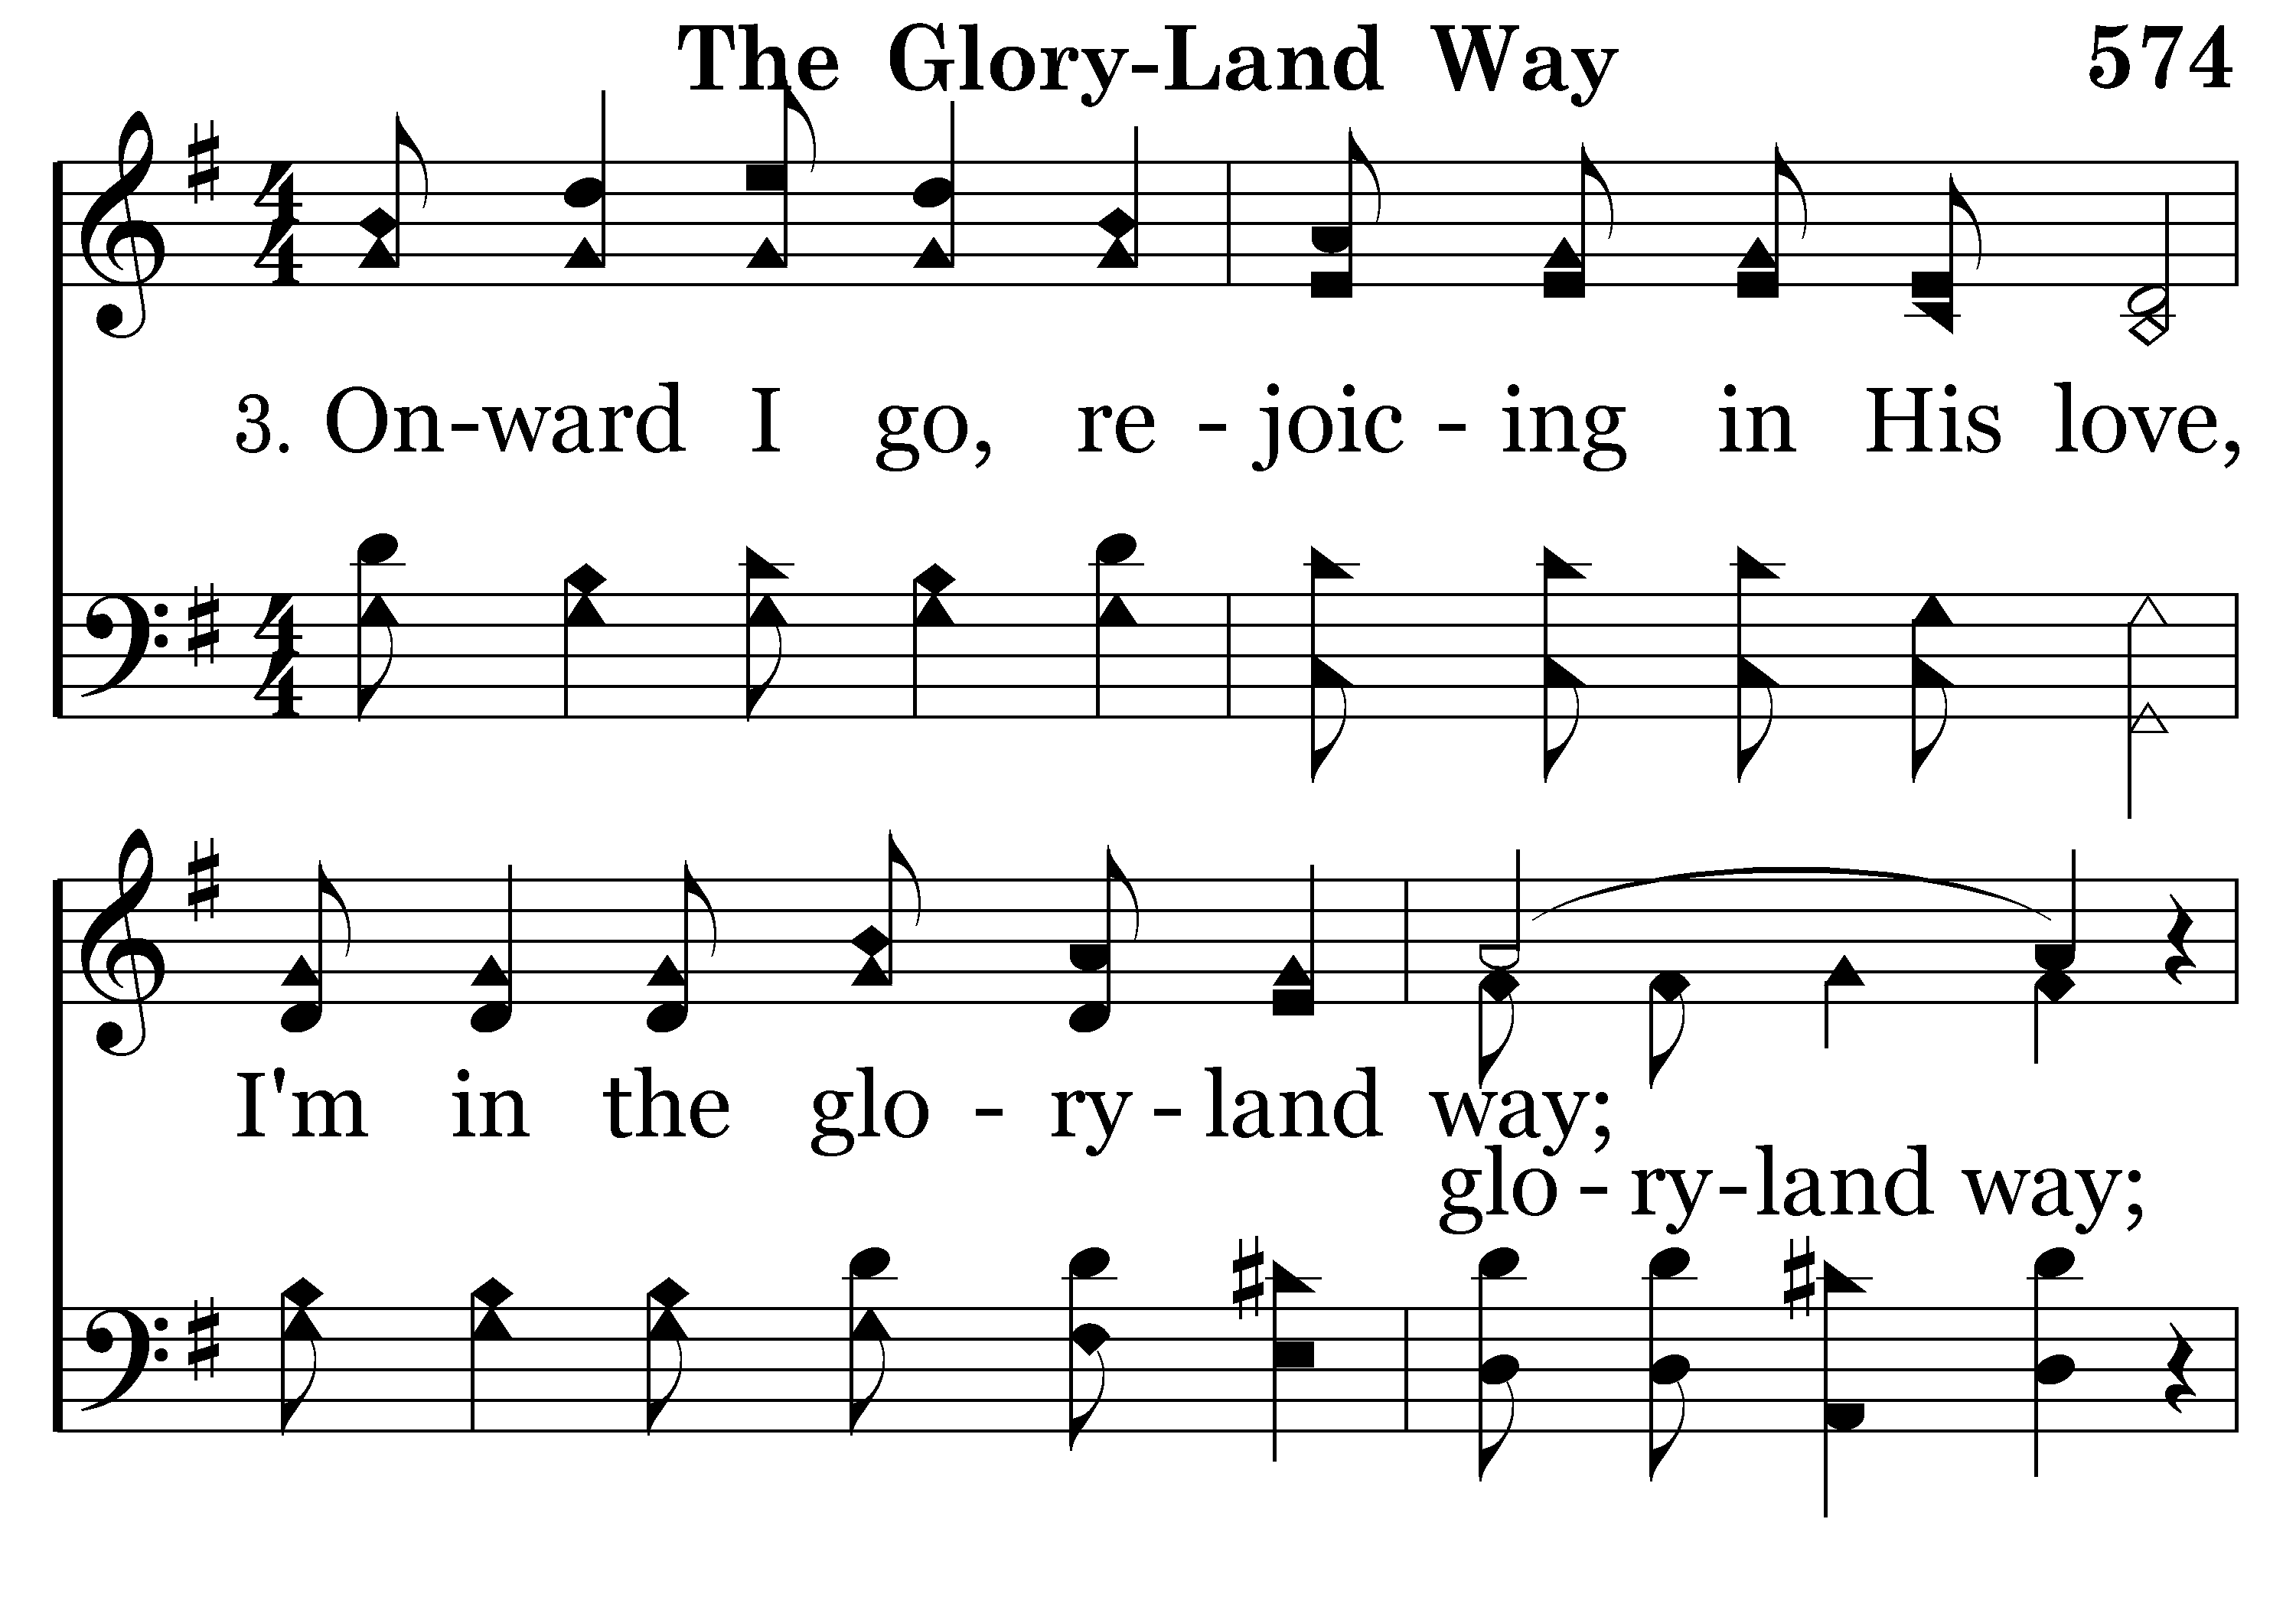 The Glory-Land Way 574
3. On-ward I go, re - joic - ing in His love,
I'm in the glo - ry - land way;
glo - ry - land way;